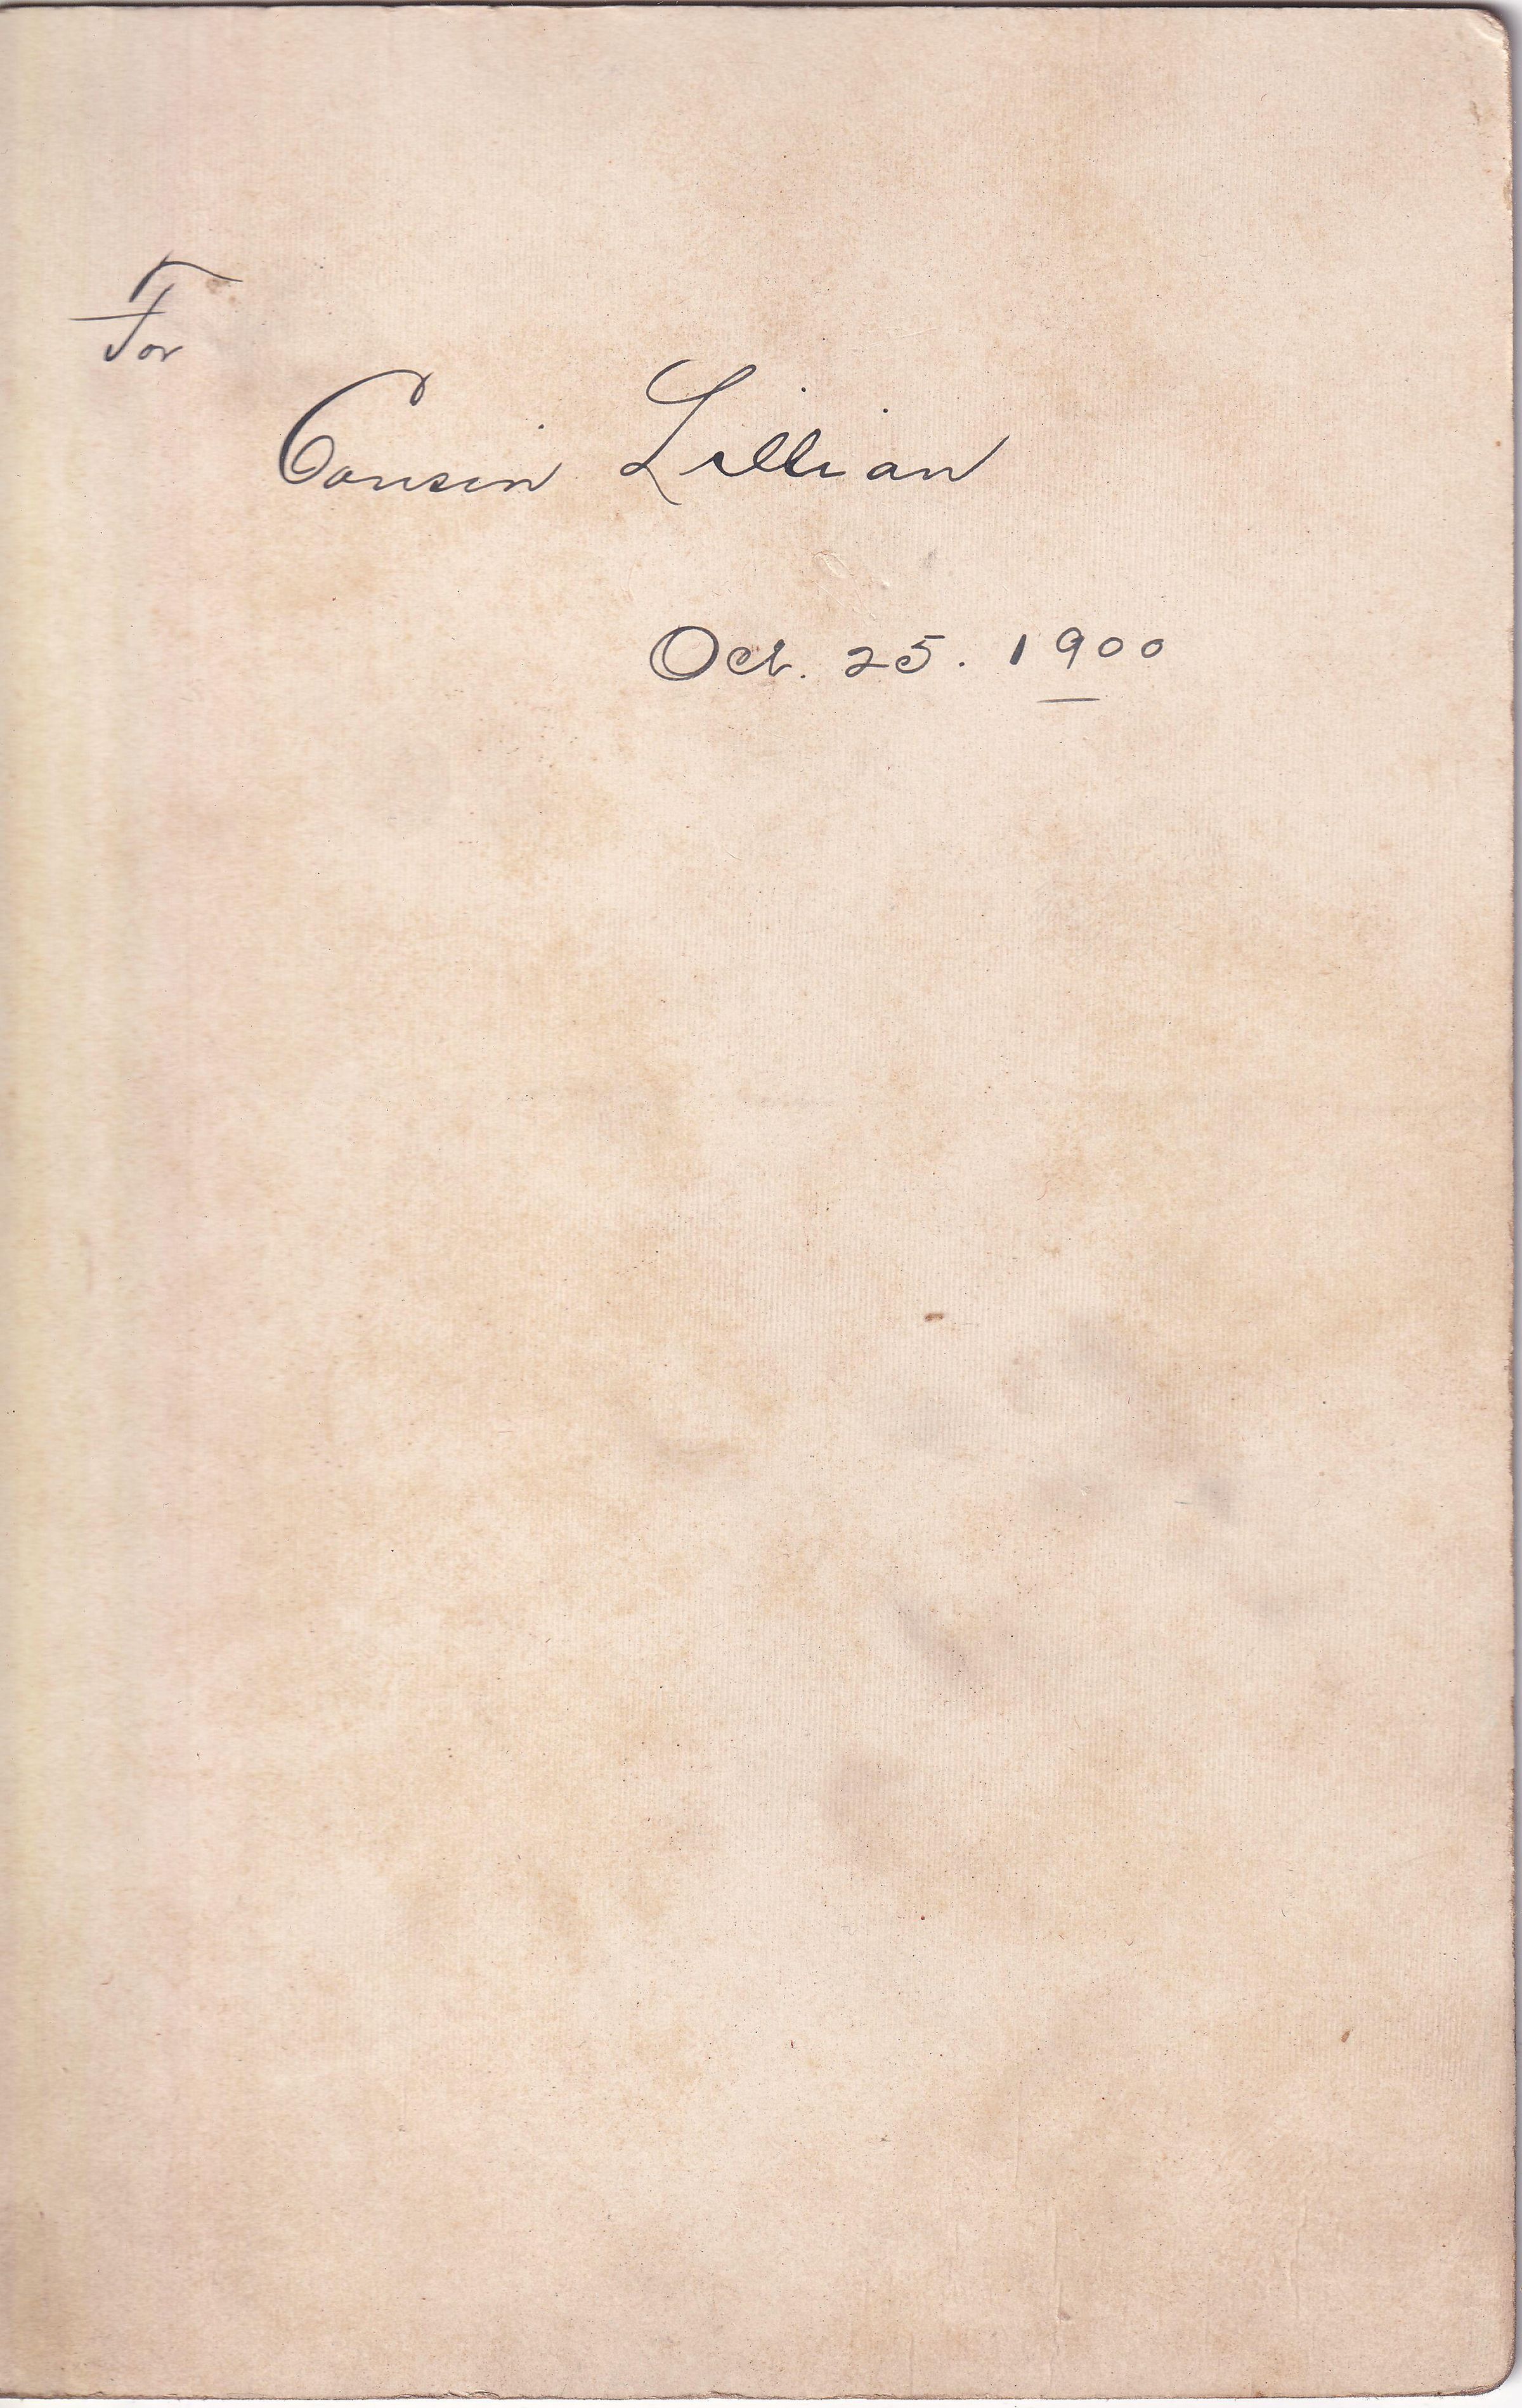 For
Cousin Lillian
Oct. 25. 1900